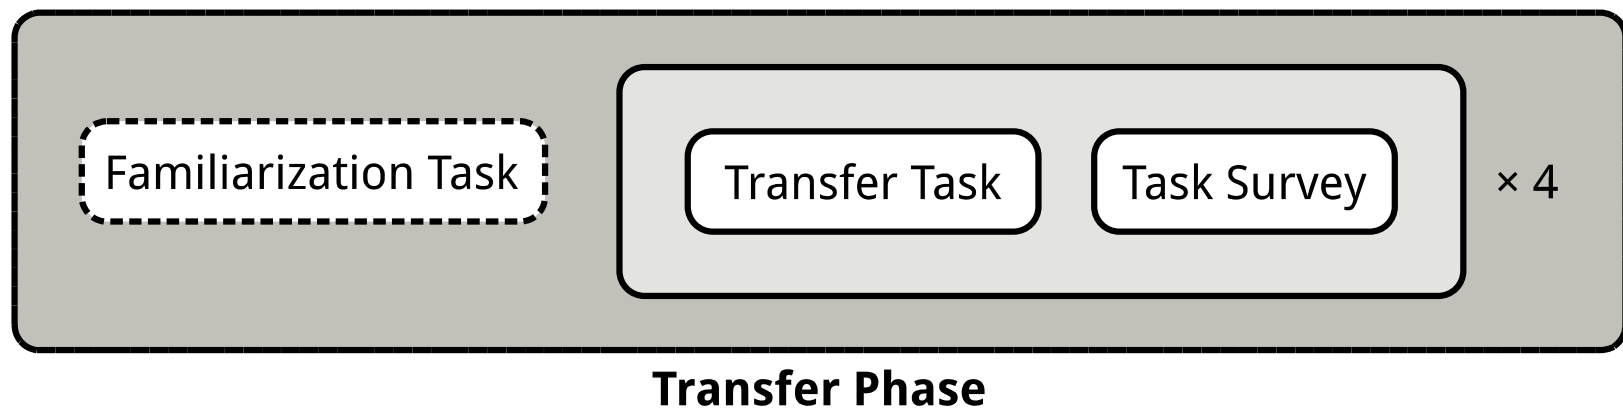 Familiarization Task
Transfer Task
Task Survey
× 4
Transfer Phase